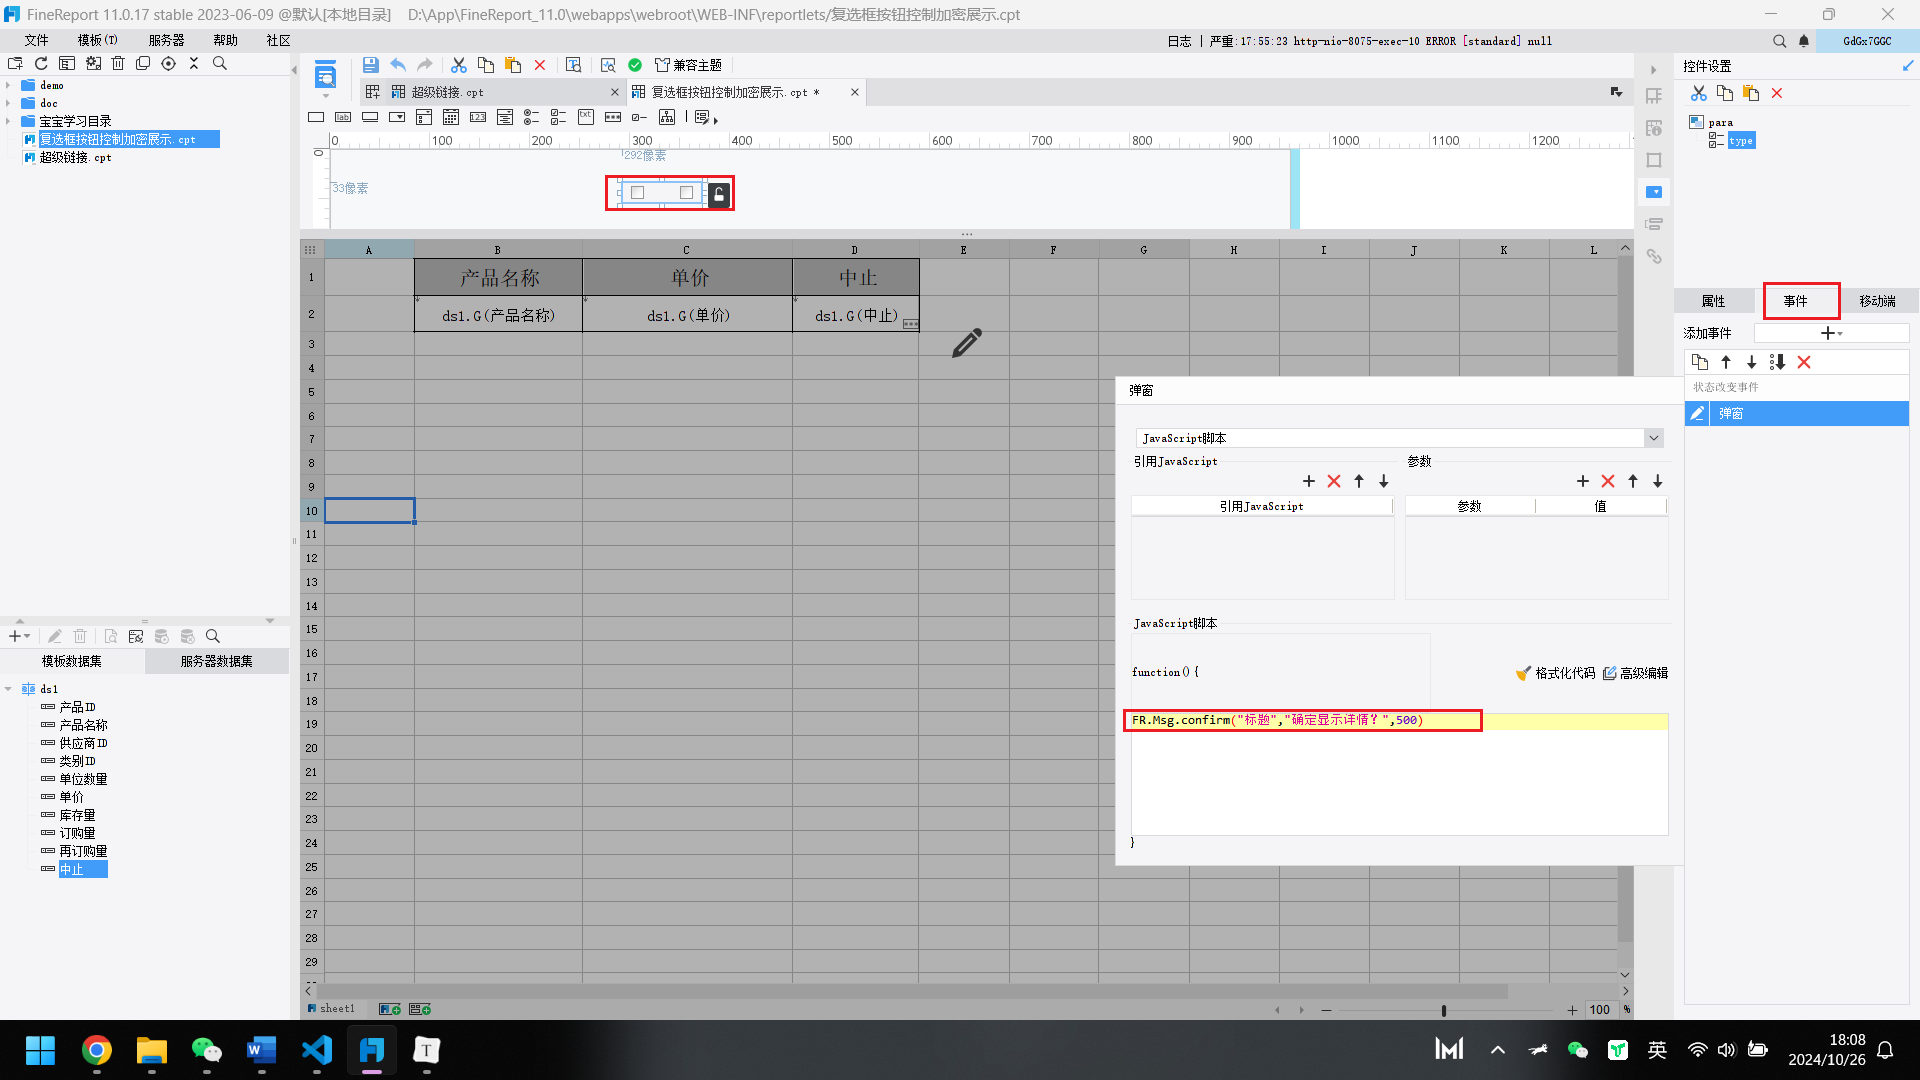 FineReport 11.0.17 stable 2023-06-09 @默认[本地目录]    D:\App\FineReport_11.0\webapps\webroot\WEB-INF\reportlets/复选框按钮控制加密展示.cpt
文件 模板(T) 服务器 帮助 社区
日志 | 严重:17:55:23 http-nio-8075-exec-10 ERROR [standard] null
GdGx7GGC
demo
doc
宝宝学习目录
复选框按钮控制加密展示.cpt
超级链接.cpt
兼容主题
超级链接.cpt
复选框按钮控制加密展示.cpt *
lab
123
txt
0 100 200 300 400 500 600 700 800 900 1000 1100 1200
0
292像素
33像素
A B C D E F G H I J K L
1 产品名称 单价 中止
2 ds1.G(产品名称) ds1.G(单价) ds1.G(中止)
3
4
5
6
7
8
9
10
11
12
13
14
15
16
17
18
19
20
21
22
23
24
25
26
27
28
29
sheet1
100 %
模板数据集 服务器数据集
ds1
产品ID
产品名称
供应商ID
类别ID
单位数量
单价
库存量
订购量
再订购量
中止
弹窗
JavaScript脚本
引用JavaScript
参数
引用JavaScript
参数 值
JavaScript脚本
function(){
格式化代码 高级编辑
FR.Msg.confirm("标题","确定显示详情？",500)
}
控件设置
para
type
属性 事件 移动端
添加事件
状态改变事件
弹窗
英
18:08
2024/10/26